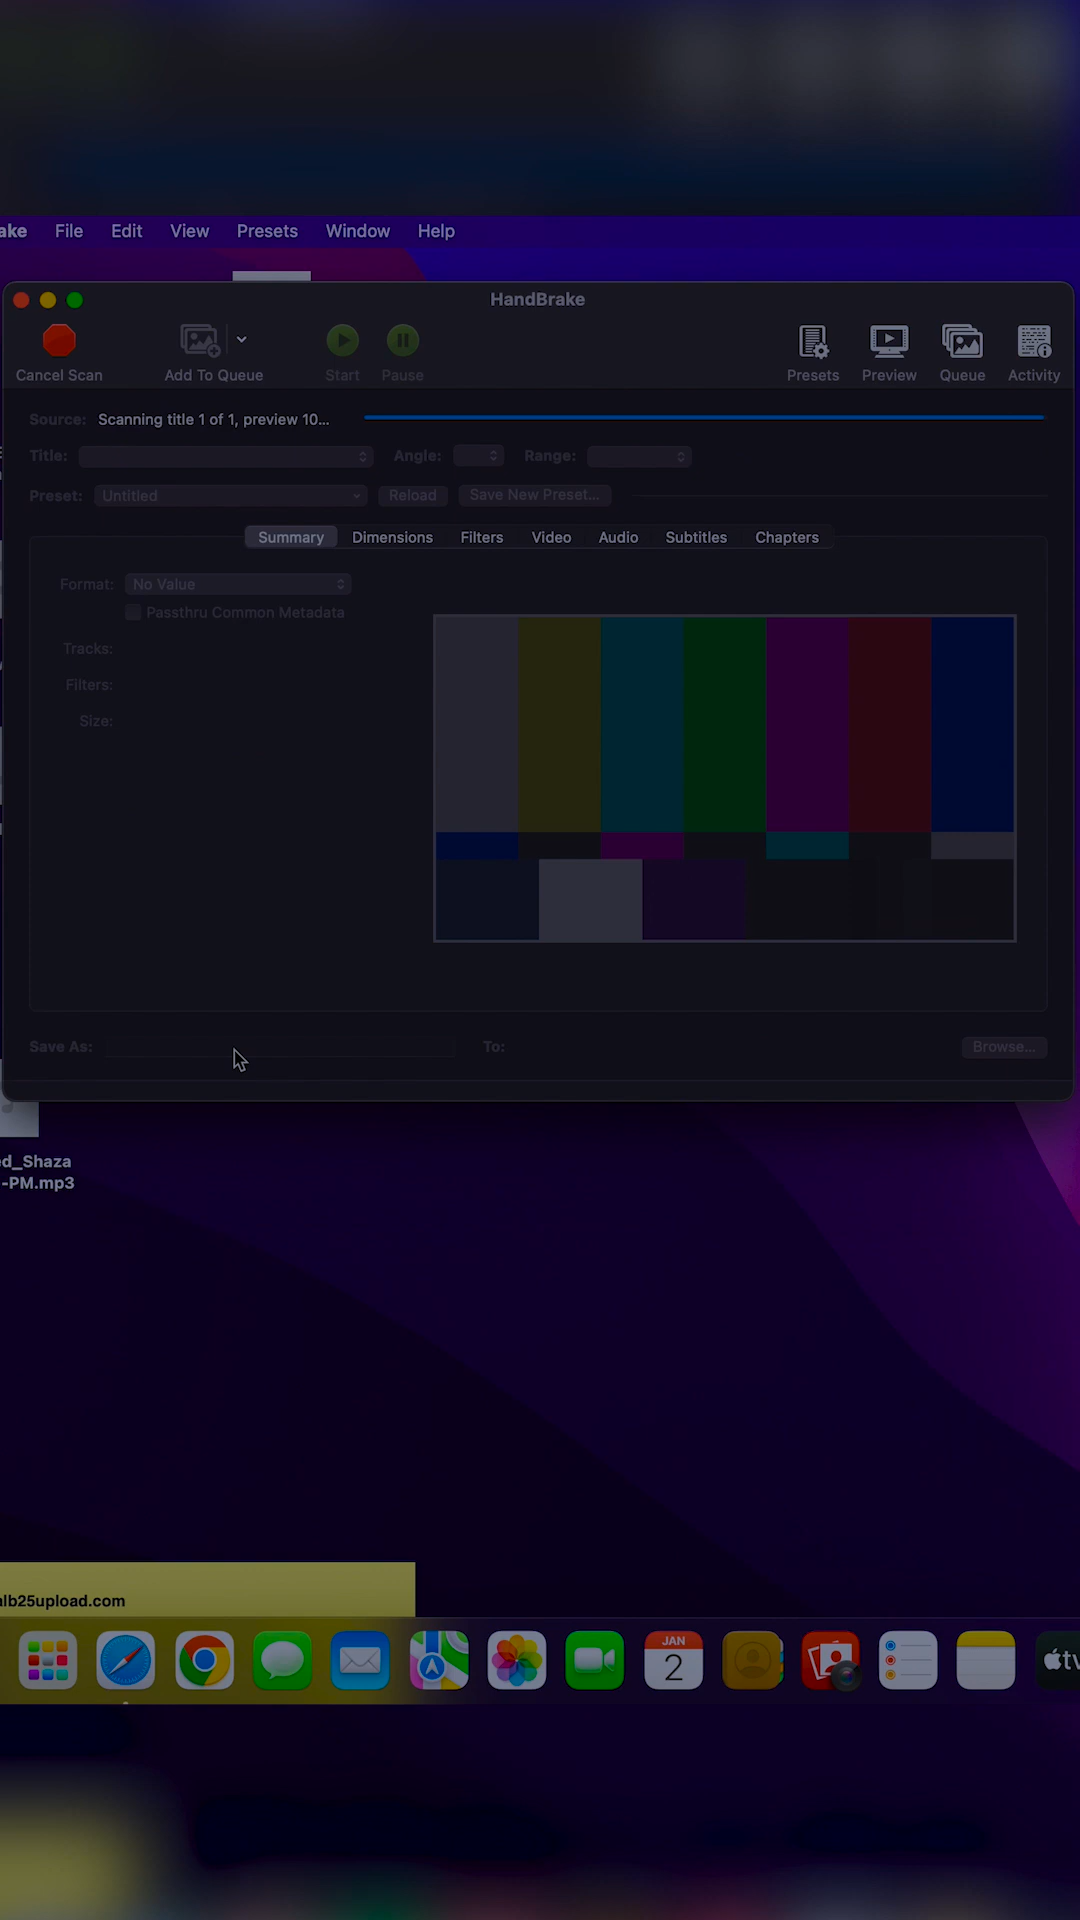 ake File Edit View Presets Window Help
HandBrake
Cancel Scan Add To Queue Start Pause Presets Preview Queue Activity
Source: Scanning title 1 of 1, preview 10...
Title: Angle: Range:
Preset: Untitled Reload Save New Preset...
Summary Dimensions Filters Video Audio Subtitles Chapters
Format: No Value
Passthru Common Metadata
Tracks:
Filters:
Size:
Save As: To: Browse...
ed_Shaza
-PM.mp3
lb25upload.com
JAN
2
tv